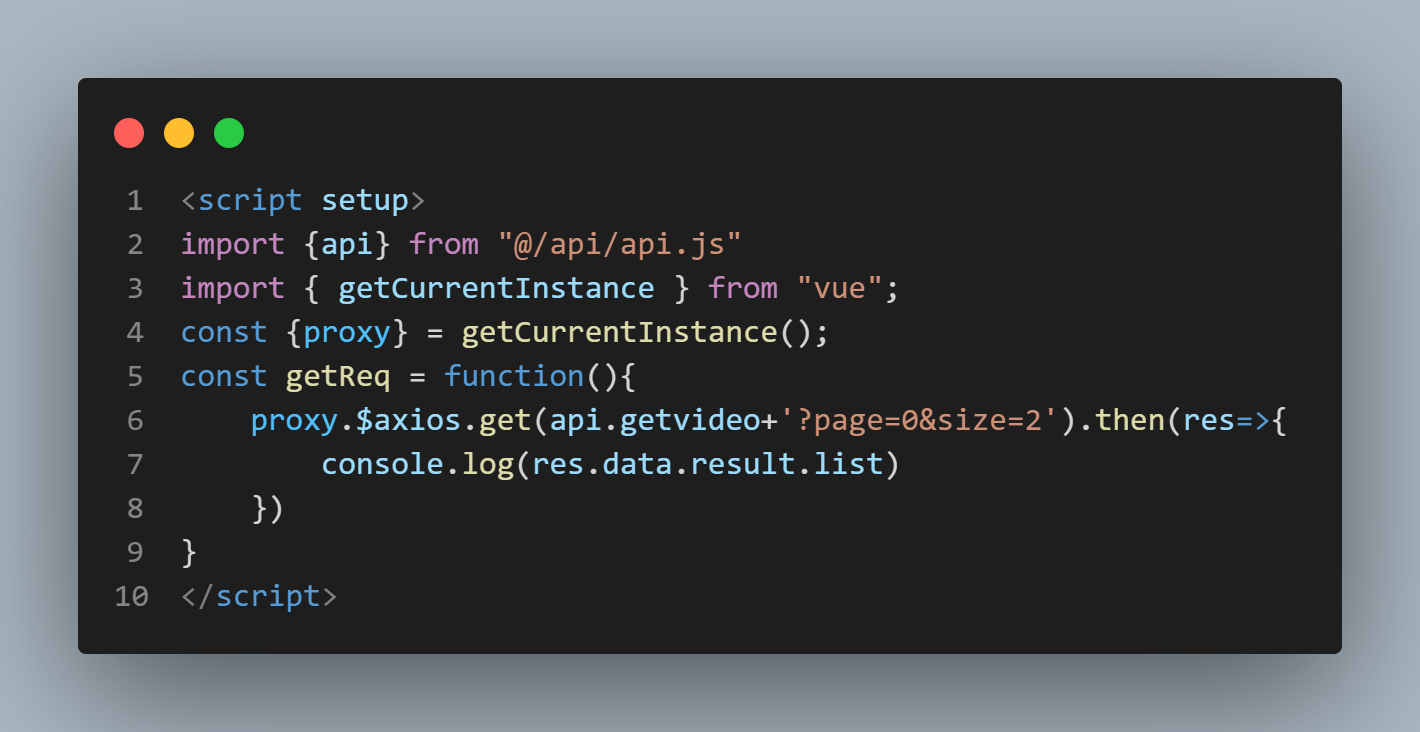 1 <script setup>
2 import {api} from "@/api/api.js"
3 import { getCurrentInstance } from "vue";
4 const {proxy} = getCurrentInstance();
5 const getReq = function(){
6     proxy.$axios.get(api.getvideo+'?page=0&size=2').then(res=>{
7         console.log(res.data.result.list)
8     })
9 }
10 </script>